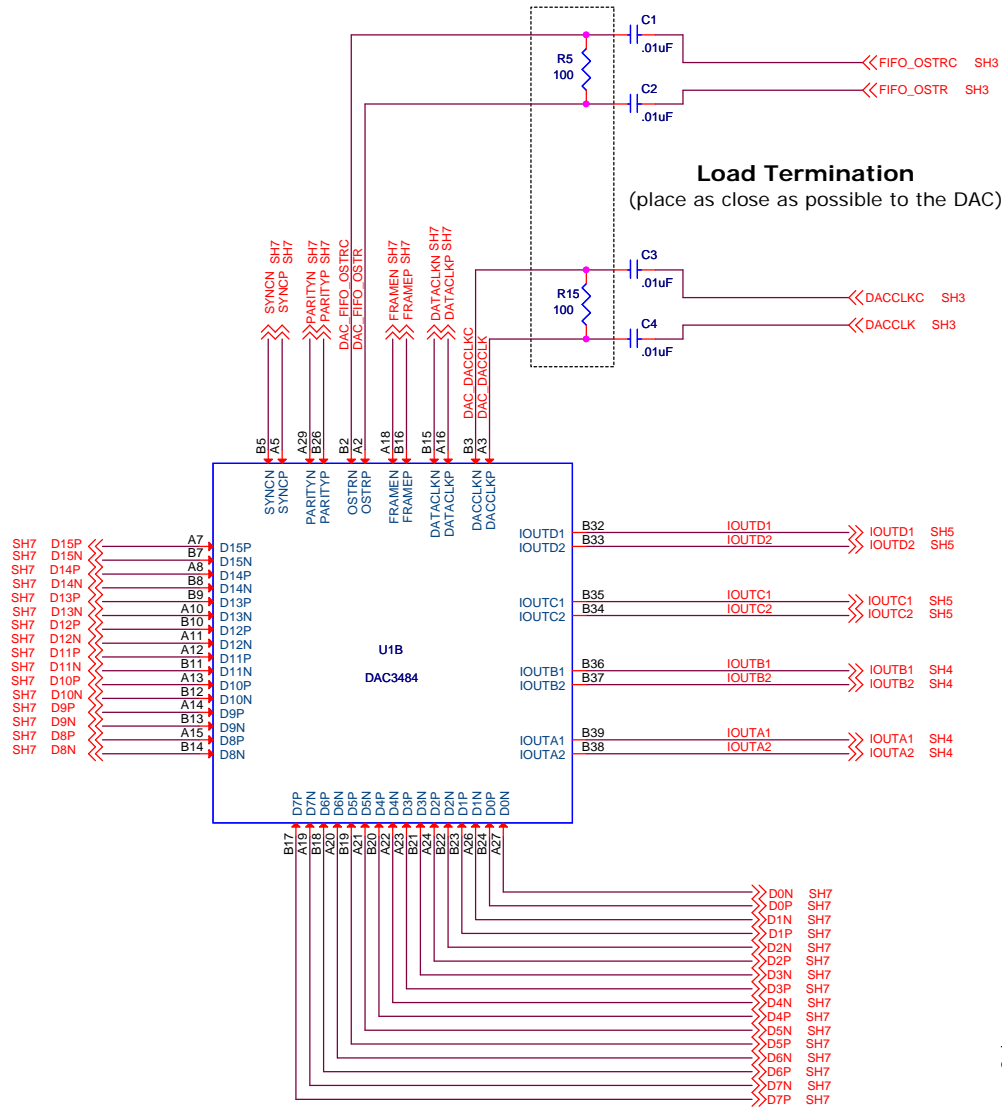 C1
.01uF
R5
100
FIFO_OSTRC SH3
FIFO_OSTR SH3
C2
.01uF
Load Termination
(place as close as possible to the DAC)
C3
.01uF
R15
100
DACCLKC SH3
DACCLK SH3
C4
.01uF
SYNCN SH7
SYNCP SH7
PARITYN SH7
PARITYP SH7
DAC_FIFO_OSTRC
DAC_FIFO_OSTR
FRAMEN SH7
FRAMEP SH7
DATACLKN SH7
DATACLKP SH7
DAC_DACCLKC
DAC_DACCLK
B5
A5
A29
B26
B2
A2
A18
B16
B15
A16
B3
A3
SYNCN
SYNCP
PARITYN
PARITYP
OSTRN
OSTRP
FRAMEN
FRAMEP
DATACLKN
DATACLKP
DACCLKN
DACCLKP
SH7 D15P A7 D15P
SH7 D15N B7 D15N
SH7 D14P A8 D14P
SH7 D14N B8 D14N
SH7 D13P B9 D13P
SH7 D13N A10 D13N
SH7 D12P B10 D12P
SH7 D12N A11 D12N
SH7 D11P A12 D11P
SH7 D11N B11 D11N
SH7 D10P A13 D10P
SH7 D10N B12 D10N
SH7 D9P A14 D9P
SH7 D9N B13 D9N
SH7 D8P A15 D8P
SH7 D8N B14 D8N
U1B
DAC3484
IOUTD1 B32 IOUTD1 IOUTD1 SH5
IOUTD2 B33 IOUTD2 IOUTD2 SH5
IOUTC1 B35 IOUTC1 IOUTC1 SH5
IOUTC2 B34 IOUTC2 IOUTC2 SH5
IOUTB1 B36 IOUTB1 IOUTB1 SH4
IOUTB2 B37 IOUTB2 IOUTB2 SH4
IOUTA1 B39 IOUTA1 IOUTA1 SH4
IOUTA2 B38 IOUTA2 IOUTA2 SH4
D7P
D7N
D6P
D6N
D5P
D5N
D4P
D4N
D3P
D3N
D2P
D2N
D1P
D1N
D0P
D0N
B17
A19
B18
A20
B19
A21
B20
A22
A23
B21
A24
B22
B23
A26
B24
A27
D0N SH7
D0P SH7
D1N SH7
D1P SH7
D2N SH7
D2P SH7
D3N SH7
D3P SH7
D4N SH7
D4P SH7
D5N SH7
D5P SH7
D6N SH7
D6P SH7
D7N SH7
D7P SH7